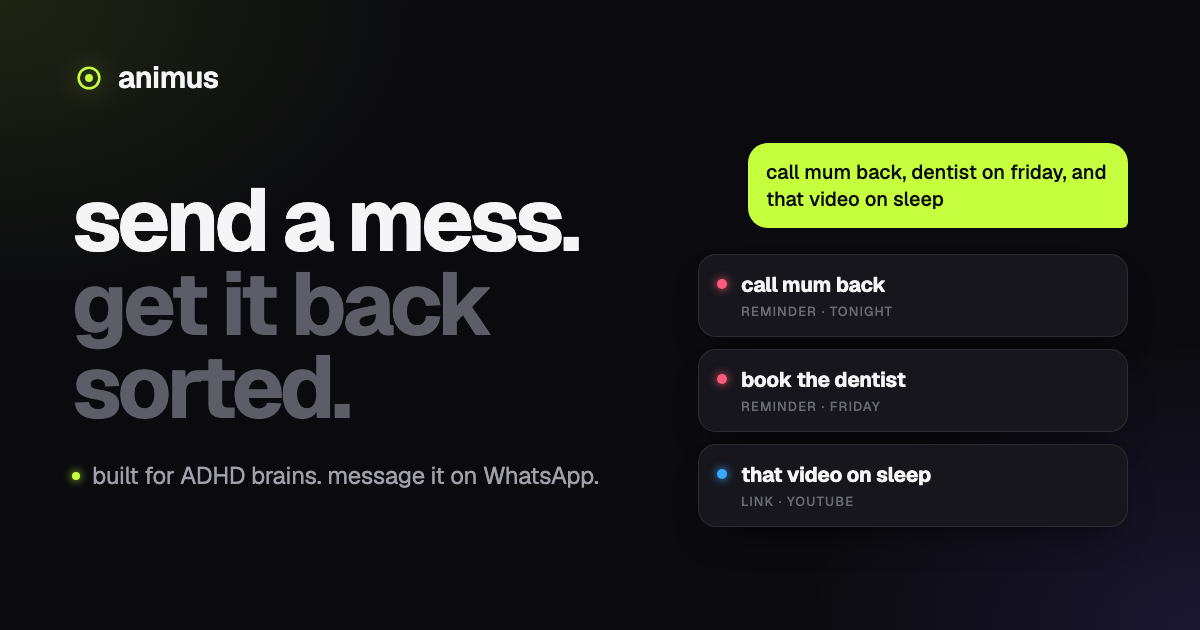 animus
send a mess.
get it back
sorted.
built for ADHD brains. message it on WhatsApp.
call mum back, dentist on friday, and
that video on sleep
call mum back
REMINDER · TONIGHT
book the dentist
REMINDER · FRIDAY
that video on sleep
LINK · YOUTUBE